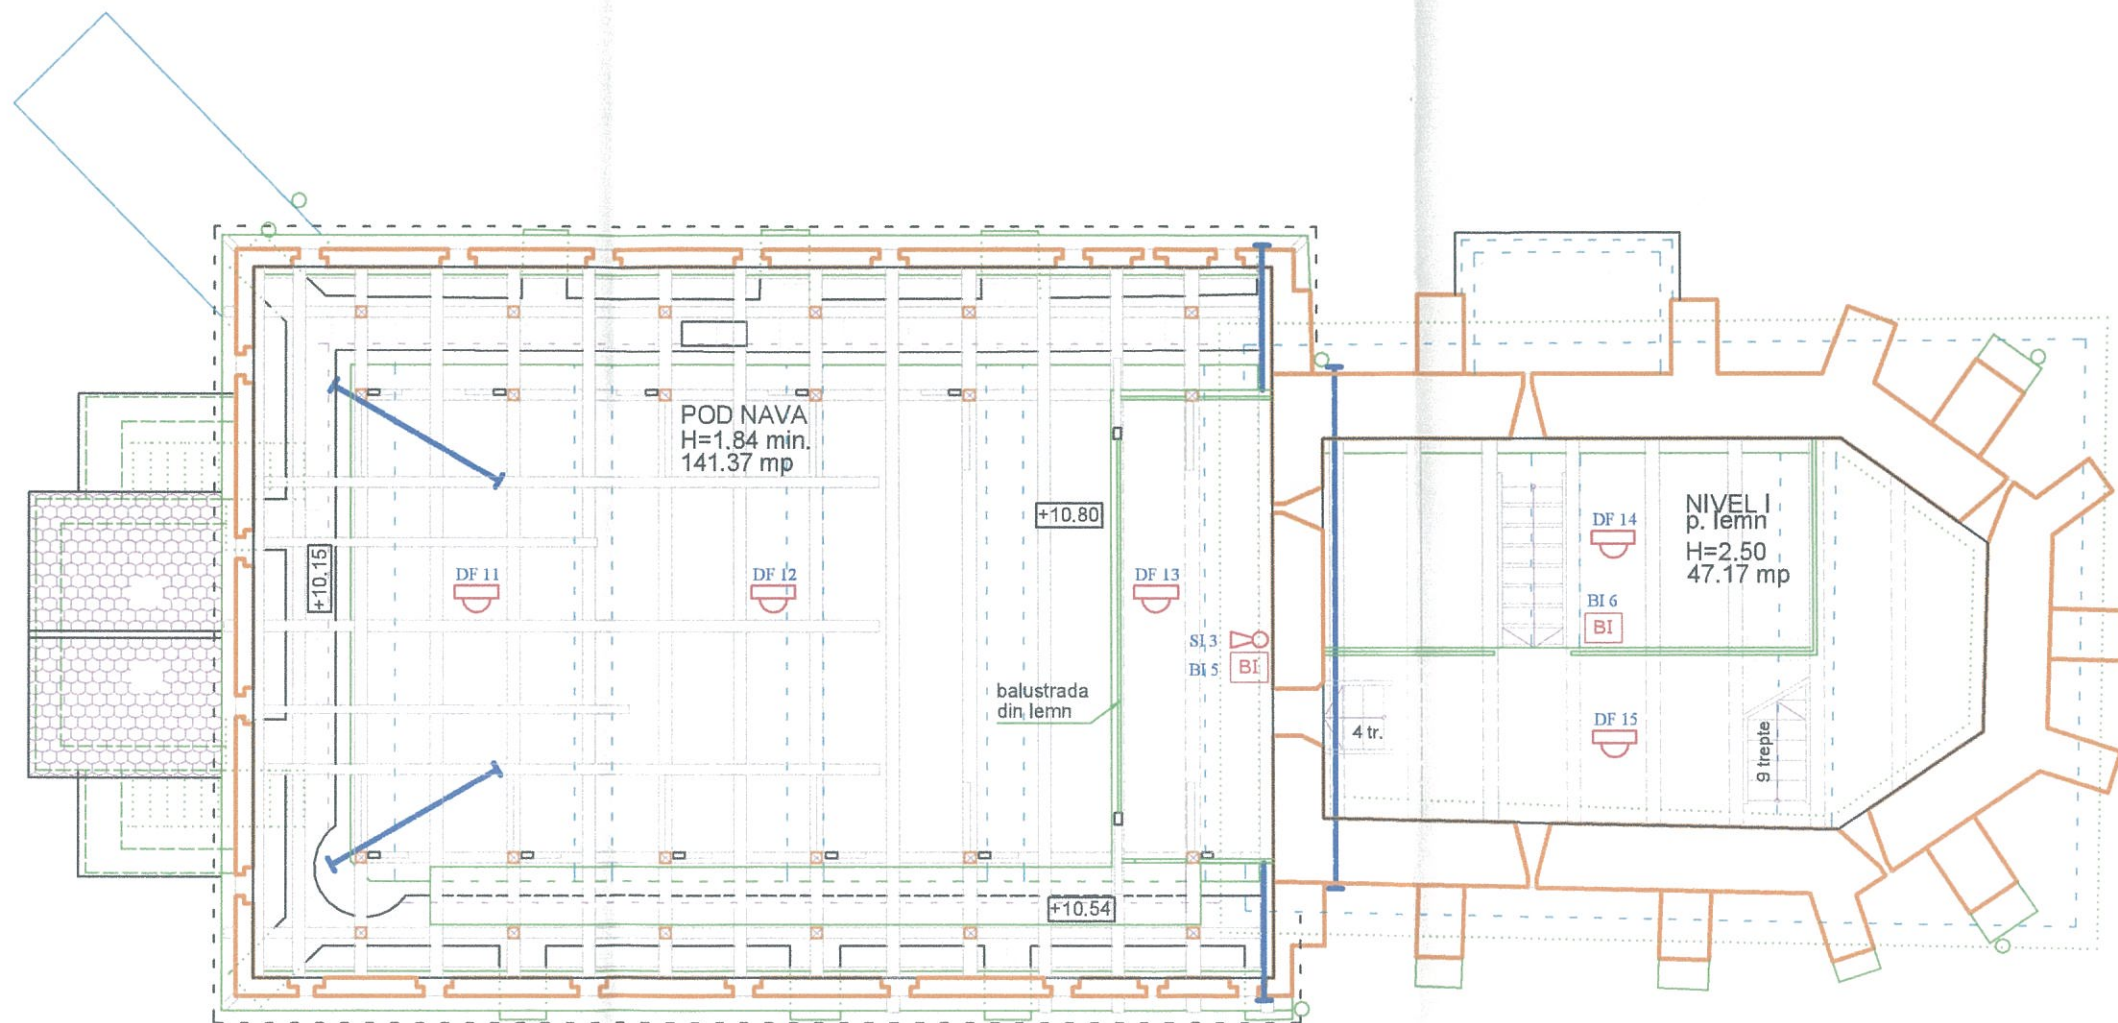 POD NAVA
H=1.84 min.
141.37 mp
+10.80
+10.15
DF 11
DF 12
DF 13
SI 3
BI 5
BI
balustrada
din lemn
+10.54
NIVEL I
p. lemn
H=2.50
47.17 mp
DF 14
BI 6
BI
DF 15
4 tr.
9 trepte